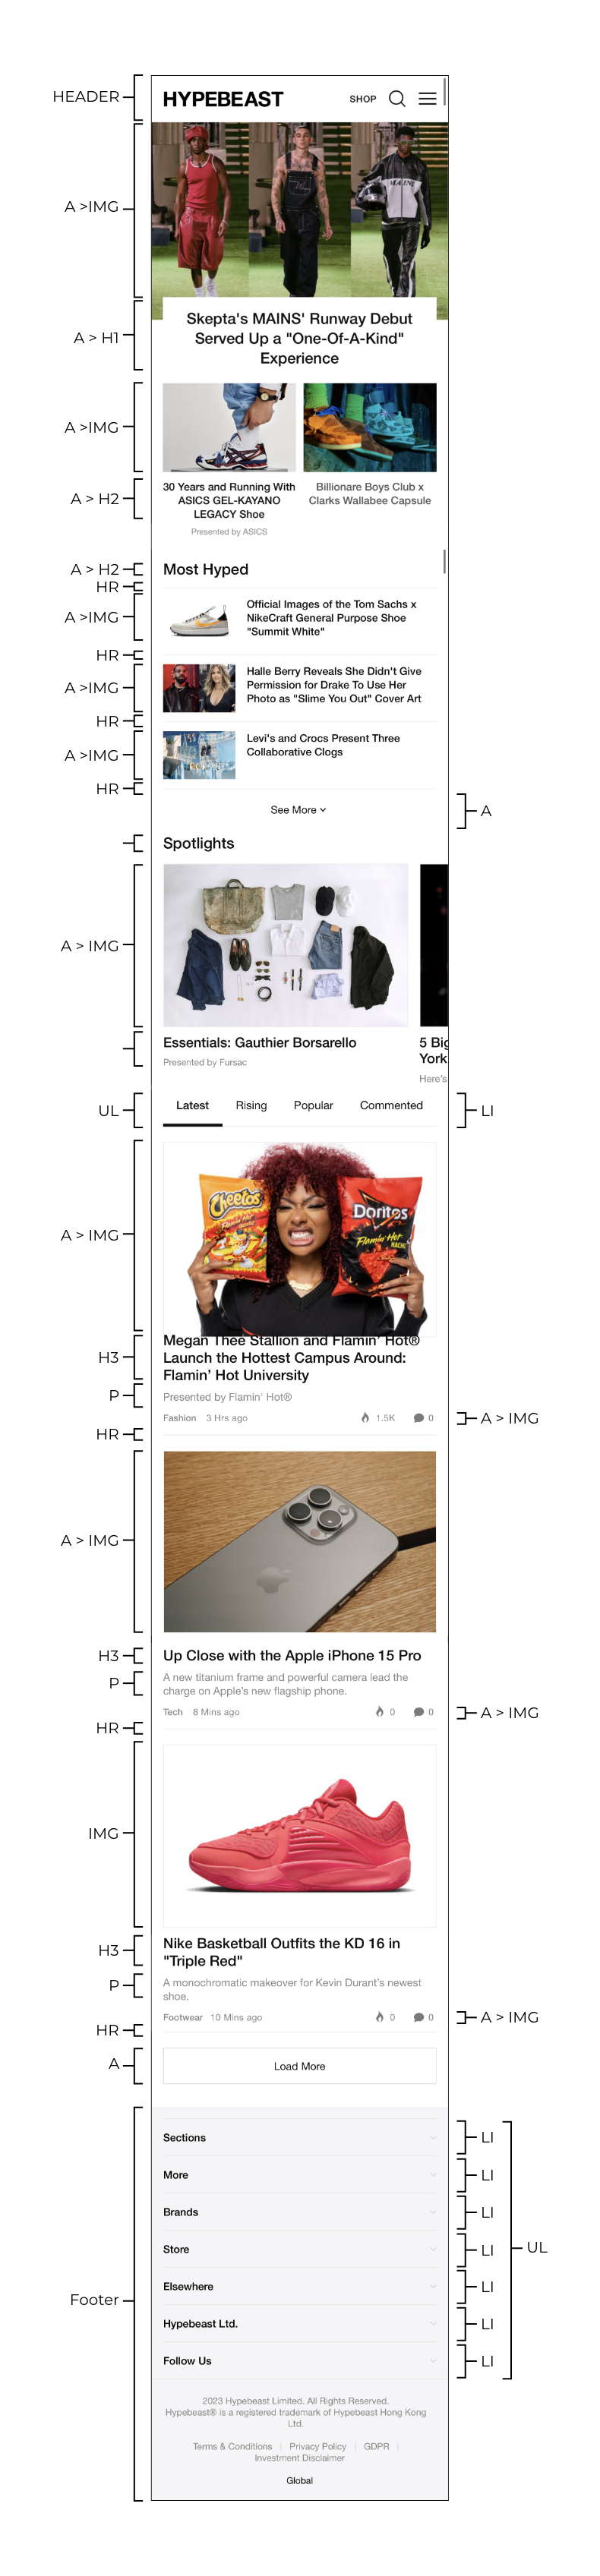 HEADER
HYPEBEAST
SHOP
A >IMG
MAINS
A > H1
Skepta's MAINS' Runway Debut
Served Up a "One-Of-A-Kind"
Experience
A >IMG
A > H2
30 Years and Running With
ASICS GEL-KAYANO
LEGACY Shoe
Presented by ASICS
Billionaire Boys Club x
Clarks Wallabee Capsule
A > H2
Most Hyped
HR
A >IMG
Official Images of the Tom Sachs x
NikeCraft General Purpose Shoe
"Summit White"
HR
A >IMG
Halle Berry Reveals She Didn't Give
Permission for Drake To Use Her
Photo as "Slime You Out" Cover Art
HR
A >IMG
Levi's and Crocs Present Three
Collaborative Clogs
HR
See More
A
Spotlights
A > IMG
Essentials: Gauthier Borsarello
Presented by Fursac
5 Big
York
Here's
UL
Latest Rising Popular Commented
LI
A > IMG
Cheetos
Doritos
Flamin' Hot
NACHO
H3
Megan Thee Stallion and Flamin' Hot®
Launch the Hottest Campus Around:
Flamin' Hot University
P
Presented by Flamin' Hot®
Fashion 3 Hrs ago 1.5K 0
A > IMG
HR
A > IMG
H3
Up Close with the Apple iPhone 15 Pro
P
A new titanium frame and powerful camera lead the
charge on Apple's new flagship phone.
Tech 8 Mins ago 0 0
A > IMG
HR
IMG
H3
Nike Basketball Outfits the KD 16 in
"Triple Red"
P
A monochromatic makeover for Kevin Durant's newest
shoe.
Footwear 10 Mins ago 0 0
A > IMG
HR
A
Load More
Footer
Sections
LI
More
LI
Brands
LI
Store
LI
UL
Elsewhere
LI
Hypebeast Ltd.
LI
Follow Us
LI
2023 Hypebeast Limited. All Rights Reserved.
Hypebeast® is a registered trademark of Hypebeast Hong Kong
Ltd.
Terms & Conditions | Privacy Policy | GDPR |
Investment Disclaimer
Global